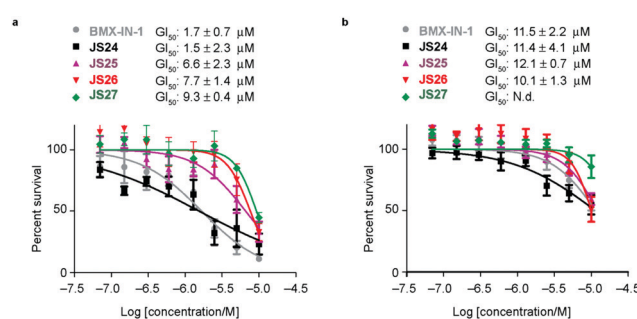 a
BMX-IN-1 GI50: 1.7 ± 0.7 μM
JS24 GI50: 1.5 ± 2.3 μM
JS25 GI50: 6.6 ± 2.3 μM
JS26 GI50: 7.7 ± 1.4 μM
JS27 GI50: 9.3 ± 0.4 μM
Percent survival
100
50
0
−7.5 −7.0 −6.5 −6.0 −5.5 −5.0 −4.5
Log [concentration/M]
b
BMX-IN-1 GI50: 11.5 ± 2.2 μM
JS24 GI50: 11.4 ± 4.1 μM
JS25 GI50: 12.1 ± 0.7 μM
JS26 GI50: 10.1 ± 1.3 μM
JS27 GI50: N.d.
Percent survival
100
50
0
−7.5 −7.0 −6.5 −6.0 −5.5 −5.0 −4.5
Log [concentration/M]